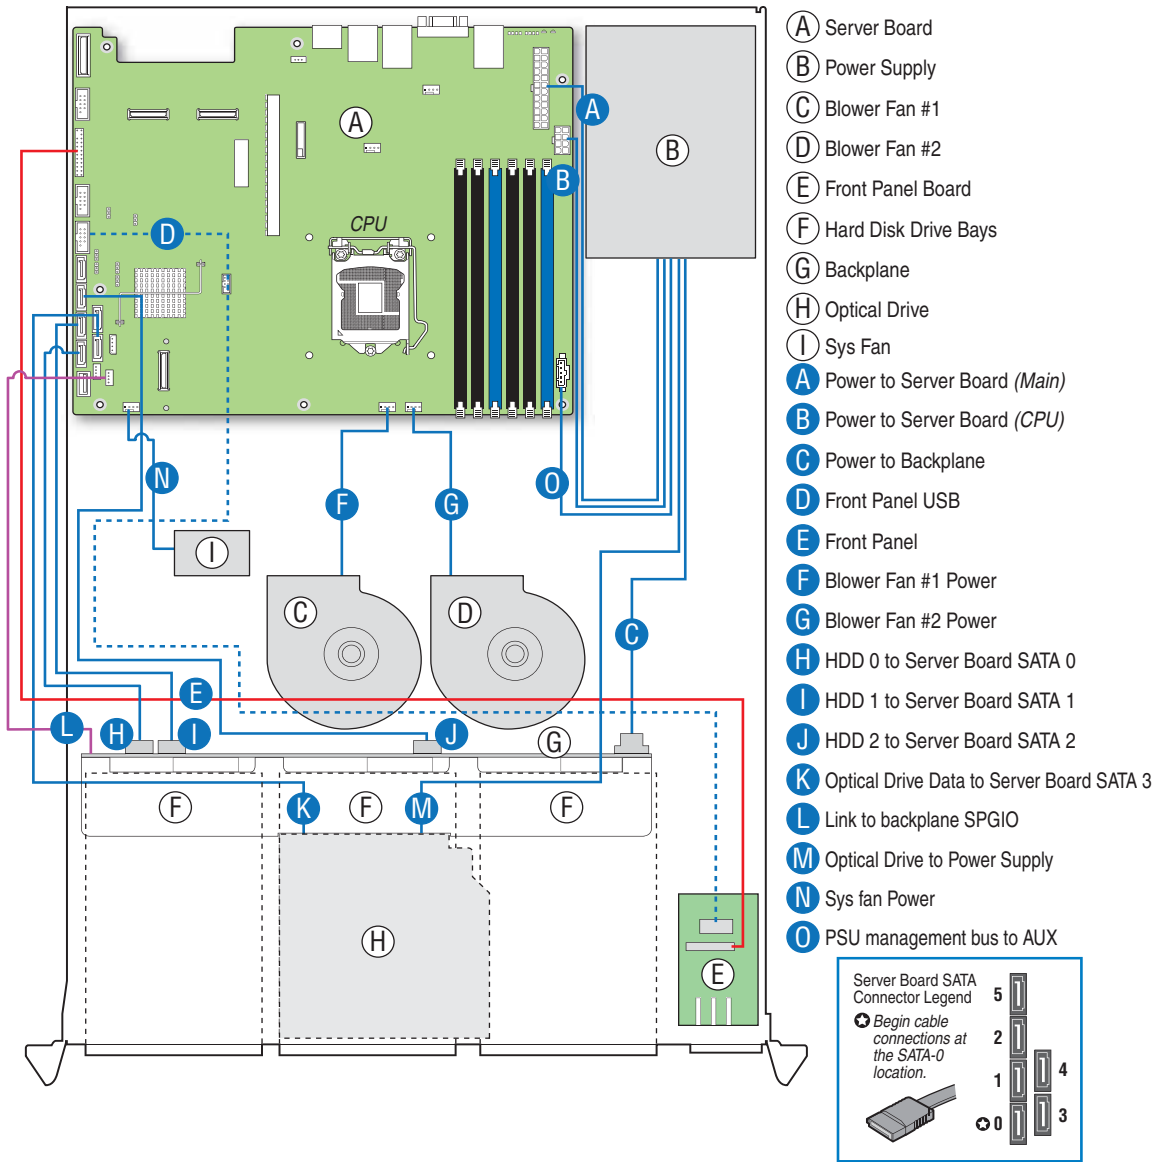 A Server Board
B Power Supply
C Blower Fan #1
D Blower Fan #2
E Front Panel Board
F Hard Disk Drive Bays
G Backplane
H Optical Drive
I Sys Fan
A Power to Server Board (Main)
B Power to Server Board (CPU)
C Power to Backplane
D Front Panel USB
E Front Panel
F Blower Fan #1 Power
G Blower Fan #2 Power
H HDD 0 to Server Board SATA 0
I HDD 1 to Server Board SATA 1
J HDD 2 to Server Board SATA 2
K Optical Drive Data to Server Board SATA 3
L Link to backplane SPGIO
M Optical Drive to Power Supply
N Sys fan Power
O PSU management bus to AUX
A
A
B
B
D
CPU
N
F
G
O
I
C
D
C
E
L
H
I
J
G
F
K
F
M
F
H
E
Server Board SATA
Connector Legend
Begin cable
connections at
the SATA-0
location.
5
2
1
4
0
3